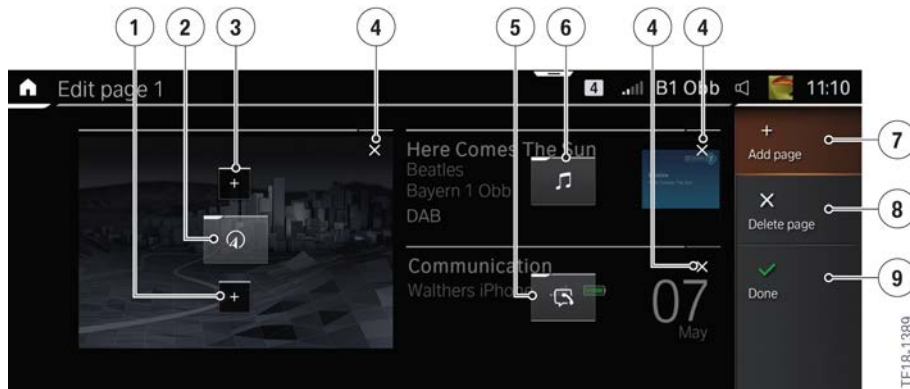 1 2 3 4 5 6 4 4
Edit page 1 4 B1 Obb 11:10
Here Comes The Sun
Beatles
Bayern 1 Obb
DAB
Communication
Walthers iPhone
07
May
+
Add page
7
Delete page
8
Done
9
TF18-1389